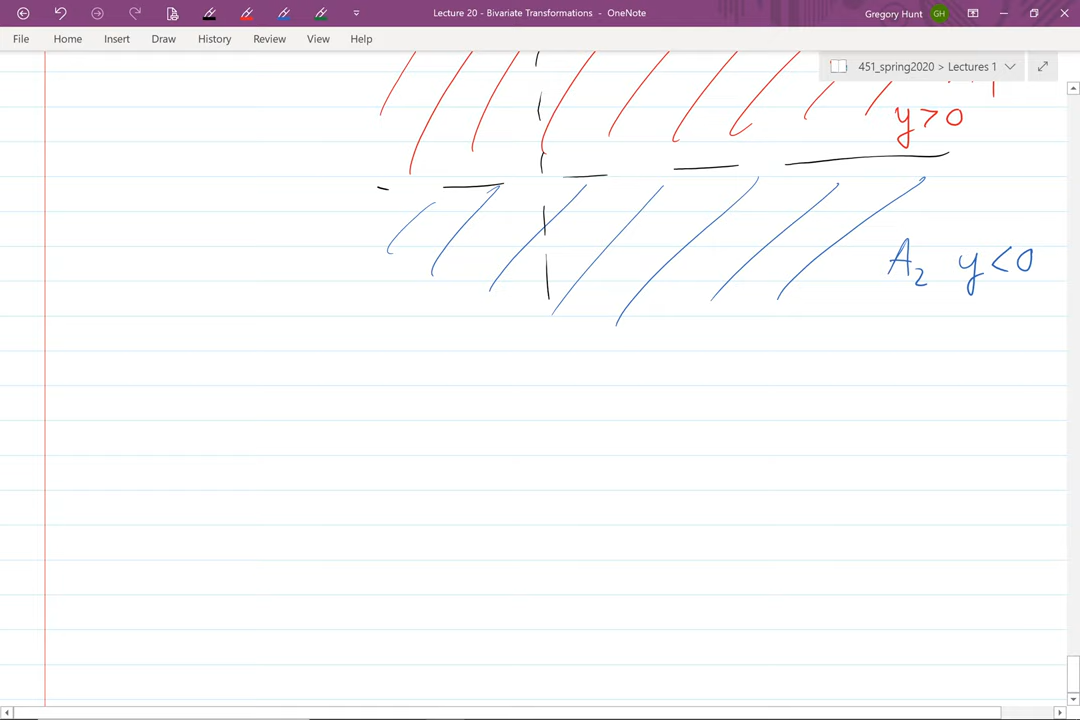 Lecture 20 - Bivariate Transformations - OneNote
Gregory Hunt GH
File Home Insert Draw History Review View Help
451_spring2020 > Lectures 1
y > 0
A2 y < 0